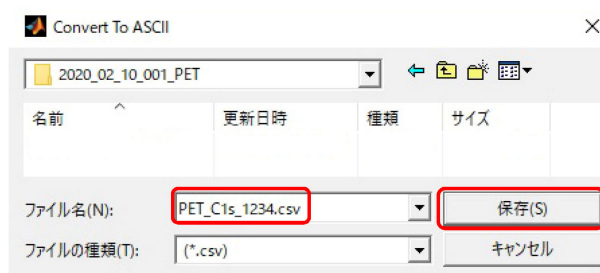 Convert To ASCII
2020_02_10_001_PET
名前 更新日時 種類 サイズ
ファイル名(N): PET_C1s_1234.csv 保存(S)
ファイルの種類(T): (*.csv) キャンセル